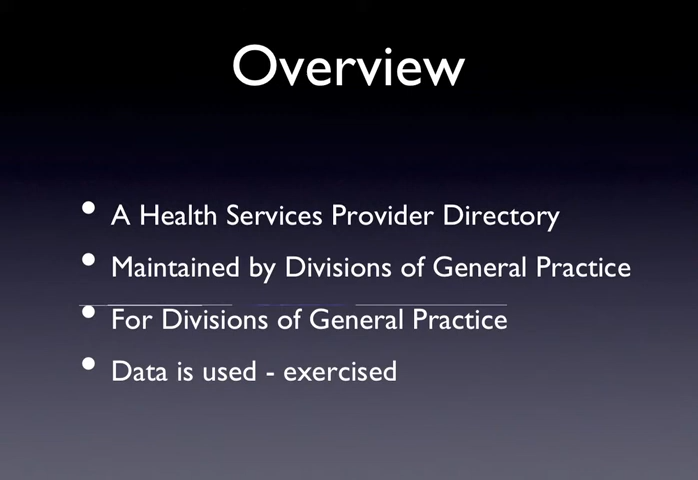 Overview
• A Health Services Provider Directory
• Maintained by Divisions of General Practice
• For Divisions of General Practice
• Data is used - exercised